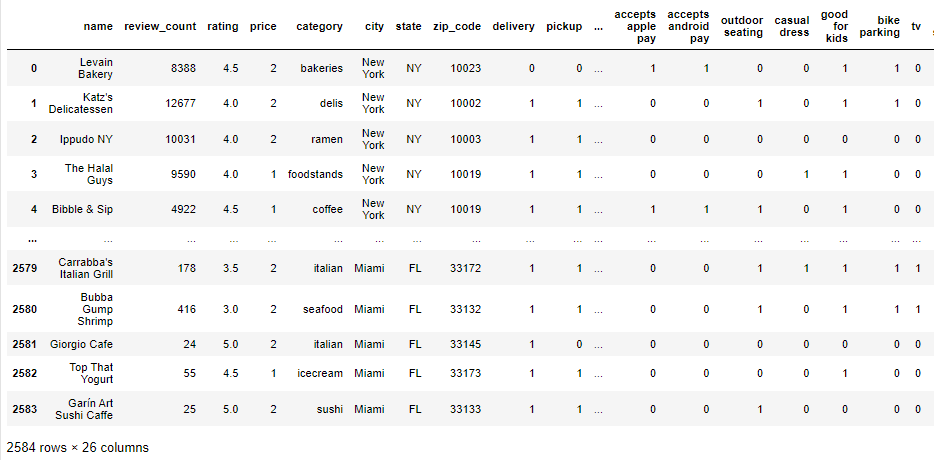 name review_count rating price category city state zip_code delivery pickup ... accepts apple pay accepts android pay outdoor seating casual dress good for kids bike parking tv
0 Levain Bakery 8388 4.5 2 bakeries New York NY 10023 0 0 ... 1 1 0 0 1 1 0
1 Katz's Delicatessen 12677 4.0 2 delis New York NY 10002 1 1 ... 0 0 1 0 1 1 0
2 Ippudo NY 10031 4.0 2 ramen New York NY 10003 1 1 ... 0 0 0 0 0 0 0
3 The Halal Guys 9590 4.0 1 foodstands New York NY 10019 1 1 ... 0 0 0 1 1 0 0
4 Bibble & Sip 4922 4.5 1 coffee New York NY 10019 1 1 ... 1 1 1 0 1 0 0
... ... ... ... ... ... ... ... ... ... ... ... ... ... ... ... ... ... ...
2579 Carrabba's Italian Grill 178 3.5 2 italian Miami FL 33172 1 1 ... 0 0 1 1 1 1 1
2580 Bubba Gump Shrimp 416 3.0 2 seafood Miami FL 33132 1 1 ... 0 0 1 0 1 1 1
2581 Giorgio Cafe 24 5.0 2 italian Miami FL 33145 1 0 ... 0 0 0 0 0 0 0
2582 Top That Yogurt 55 4.5 1 icecream Miami FL 33173 1 1 ... 0 0 0 0 1 0 0
2583 Garín Art Sushi Caffe 25 5.0 2 sushi Miami FL 33133 1 1 ... 0 0 1 0 0 0 0
2584 rows × 26 columns